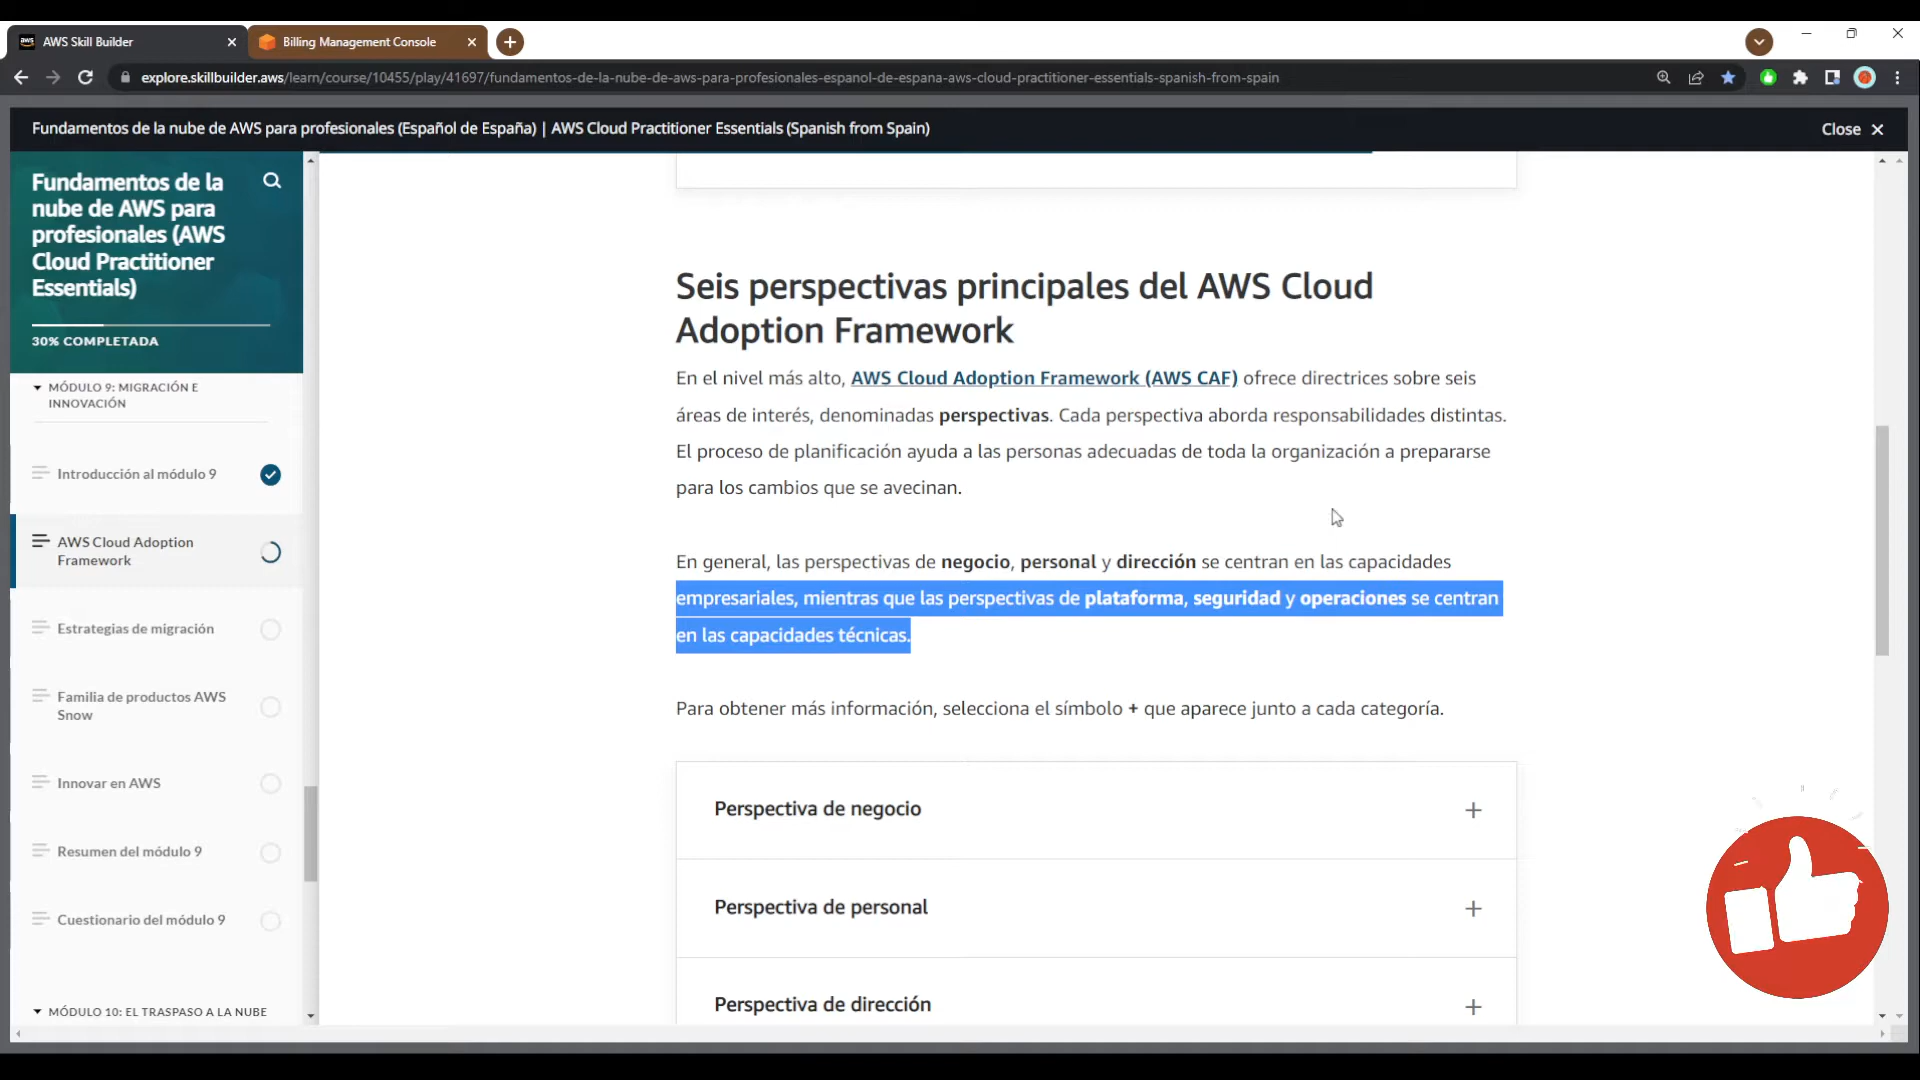 aws AWS Skill Builder
Billing Management Console
explore.skillbuilder.aws/learn/course/10455/play/41697/fundamentos-de-la-nube-de-aws-para-profesionales-espanol-de-espana-aws-cloud-practitioner-essentials-spanish-from-spain
Fundamentos de la nube de AWS para profesionales (Español de España) | AWS Cloud Practitioner Essentials (Spanish from Spain)
Close
Fundamentos de la
nube de AWS para
profesionales (AWS
Cloud Practitioner
Essentials)
30% COMPLETADA
MÓDULO 9: MIGRACIÓN E
INNOVACIÓN
Introducción al módulo 9
AWS Cloud Adoption
Framework
Estrategias de migración
Familia de productos AWS
Snow
Innovar en AWS
Resumen del módulo 9
Cuestionario del módulo 9
MÓDULO 10: EL TRASPASO A LA NUBE
Seis perspectivas principales del AWS Cloud
Adoption Framework
En el nivel más alto, AWS Cloud Adoption Framework (AWS CAF) ofrece directrices sobre seis
áreas de interés, denominadas perspectivas. Cada perspectiva aborda responsabilidades distintas.
El proceso de planificación ayuda a las personas adecuadas de toda la organización a prepararse
para los cambios que se avecinan.
En general, las perspectivas de negocio, personal y dirección se centran en las capacidades
empresariales, mientras que las perspectivas de plataforma, seguridad y operaciones se centran
en las capacidades técnicas.
Para obtener más información, selecciona el símbolo + que aparece junto a cada categoría.
Perspectiva de negocio +
Perspectiva de personal +
Perspectiva de dirección +